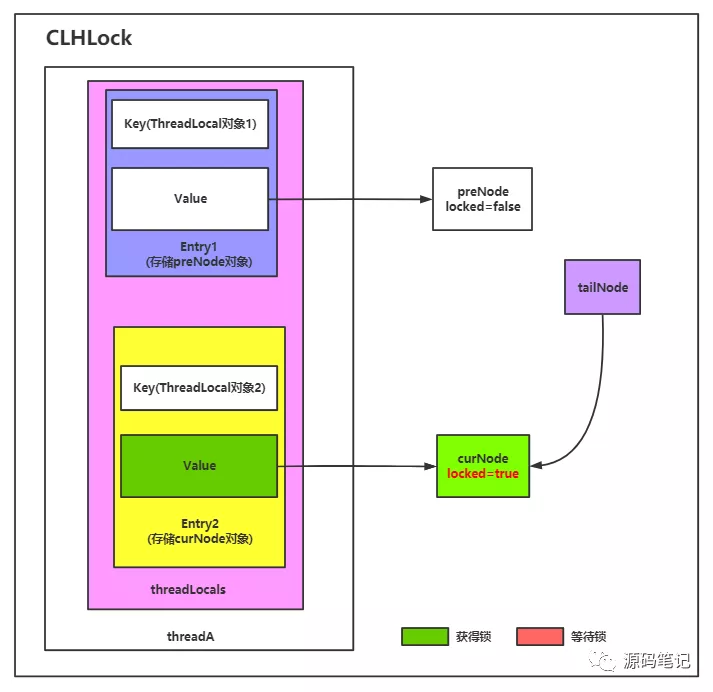 CLHLock
Key(ThreadLocal对象1)
Value
Entry1
(存储preNode对象)
preNode
locked=false
tailNode
Key(ThreadLocal对象2)
Value
curNode
locked=true
Entry2
(存储curNode对象)
threadLocals
threadA
获得锁
等待锁
源码笔记